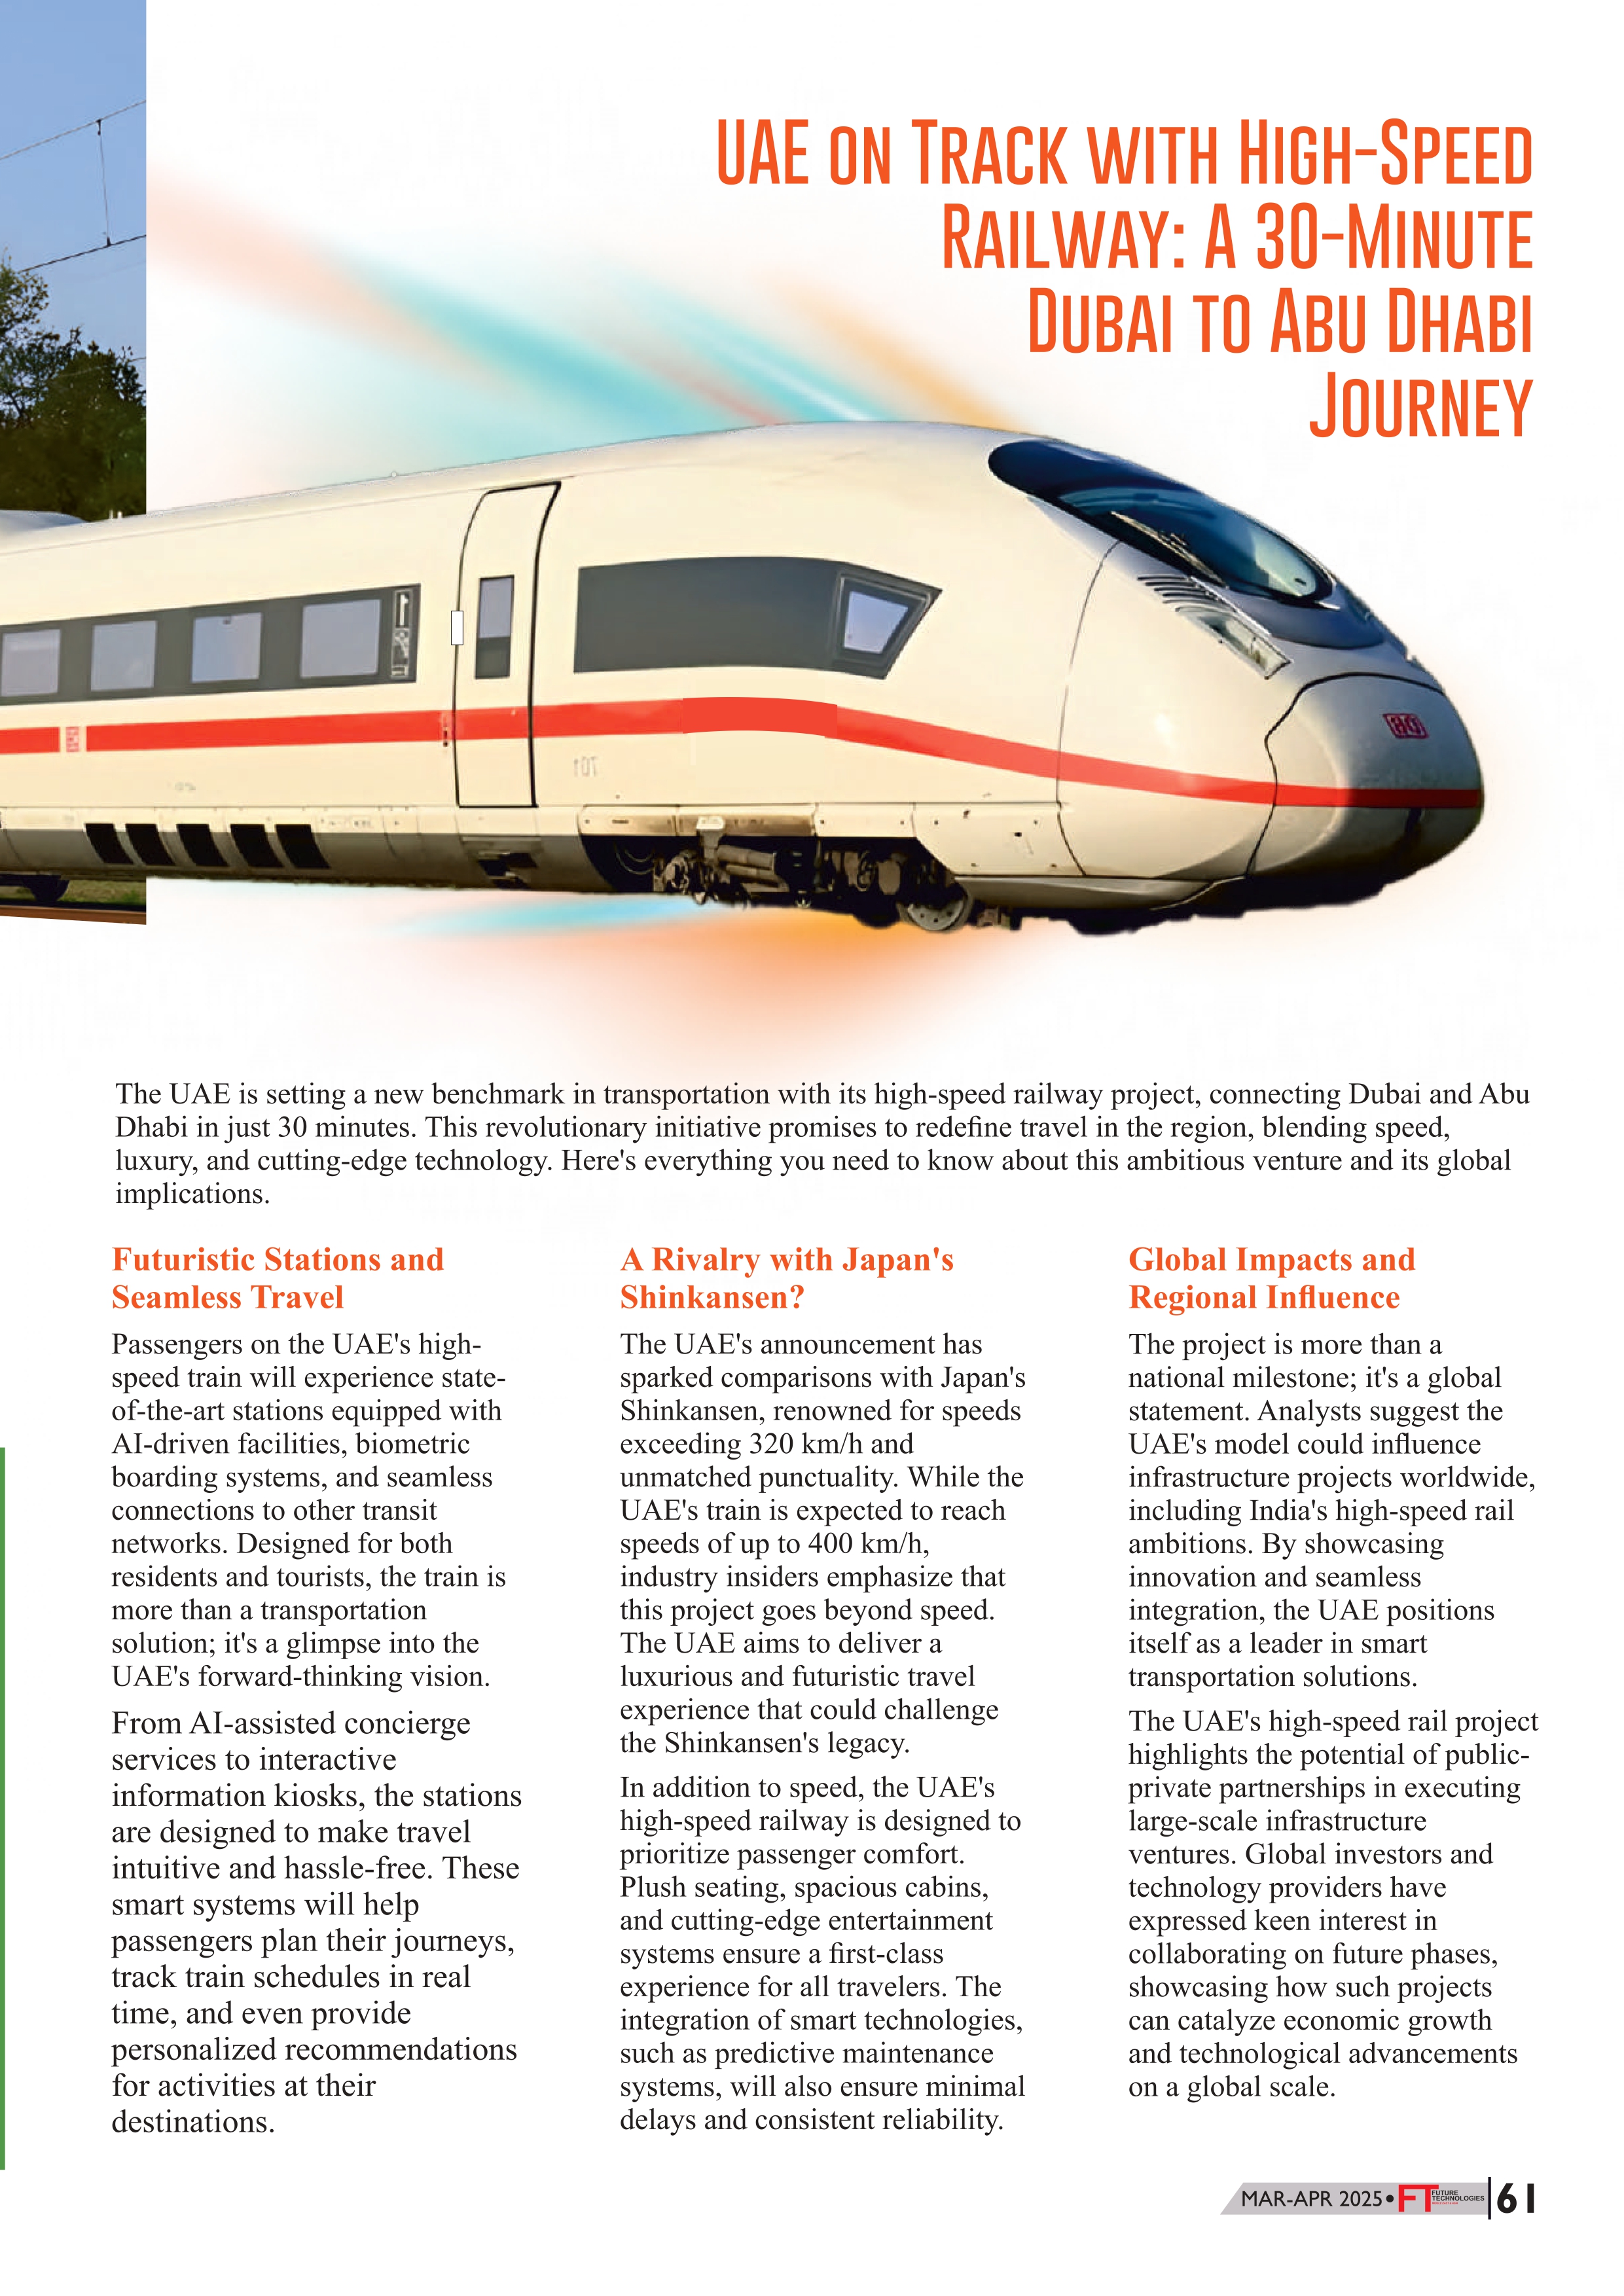 UAE ON TRACK WITH HIGH-SPEED
RAILWAY: A 30-MINUTE
DUBAI TO ABU DHABI
JOURNEY
The UAE is setting a new benchmark in transportation with its high-speed railway project, connecting Dubai and Abu
Dhabi in just 30 minutes. This revolutionary initiative promises to redefine travel in the region, blending speed,
luxury, and cutting-edge technology. Here's everything you need to know about this ambitious venture and its global
implications.
Futuristic Stations and
Seamless Travel
Passengers on the UAE's high-
speed train will experience state-
of-the-art stations equipped with
AI-driven facilities, biometric
boarding systems, and seamless
connections to other transit
networks. Designed for both
residents and tourists, the train is
more than a transportation
solution; it's a glimpse into the
UAE's forward-thinking vision.
From AI-assisted concierge
services to interactive
information kiosks, the stations
are designed to make travel
intuitive and hassle-free. These
smart systems will help
passengers plan their journeys,
track train schedules in real
time, and even provide
personalized recommendations
for activities at their
destinations.
A Rivalry with Japan's
Shinkansen?
The UAE's announcement has
sparked comparisons with Japan's
Shinkansen, renowned for speeds
exceeding 320 km/h and
unmatched punctuality. While the
UAE's train is expected to reach
speeds of up to 400 km/h,
industry insiders emphasize that
this project goes beyond speed.
The UAE aims to deliver a
luxurious and futuristic travel
experience that could challenge
the Shinkansen's legacy.
In addition to speed, the UAE's
high-speed railway is designed to
prioritize passenger comfort.
Plush seating, spacious cabins,
and cutting-edge entertainment
systems ensure a first-class
experience for all travelers. The
integration of smart technologies,
such as predictive maintenance
systems, will also ensure minimal
delays and consistent reliability.
Global Impacts and
Regional Influence
The project is more than a
national milestone; it's a global
statement. Analysts suggest the
UAE's model could influence
infrastructure projects worldwide,
including India's high-speed rail
ambitions. By showcasing
innovation and seamless
integration, the UAE positions
itself as a leader in smart
transportation solutions.
The UAE's high-speed rail project
highlights the potential of public-
private partnerships in executing
large-scale infrastructure
ventures. Global investors and
technology providers have
expressed keen interest in
collaborating on future phases,
showcasing how such projects
can catalyze economic growth
and technological advancements
on a global scale.
MAR-APR 2025 • FT FUTURE TECHNOLOGIES 61